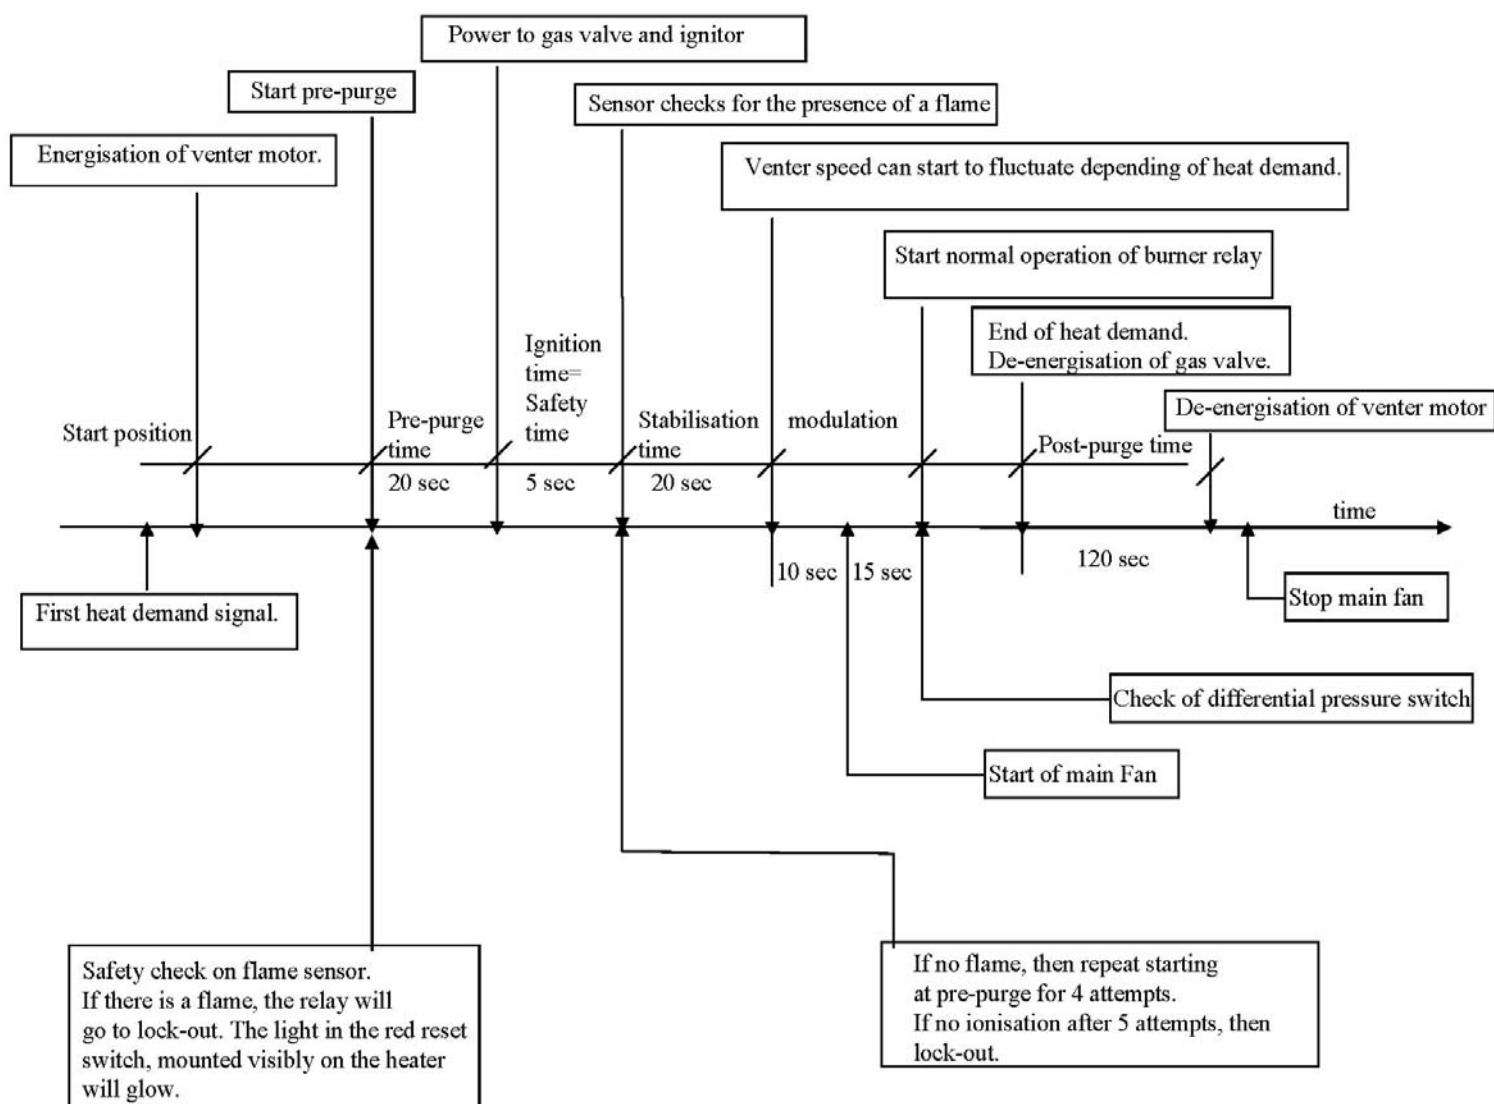 Power to gas valve and ignitor
Start pre-purge
Sensor checks for the presence of a flame
Energisation of venter motor.
Venter speed can start to fluctuate depending of heat demand.
Start normal operation of burner relay
End of heat demand.
De-energisation of gas valve.
De-energisation of venter motor
Start position
Pre-purge
time
20 sec
Ignition
time=
Safety
time
5 sec
Stabilisation
time
20 sec
modulation
Post-purge time
time
10 sec
15 sec
120 sec
First heat demand signal.
Stop main fan
Check of differential pressure switch
Start of main Fan
Safety check on flame sensor.
If there is a flame, the relay will
go to lock-out. The light in the red reset
switch, mounted visibly on the heater
will glow.
If no flame, then repeat starting
at pre-purge for 4 attempts.
If no ionisation after 5 attempts, then
lock-out.